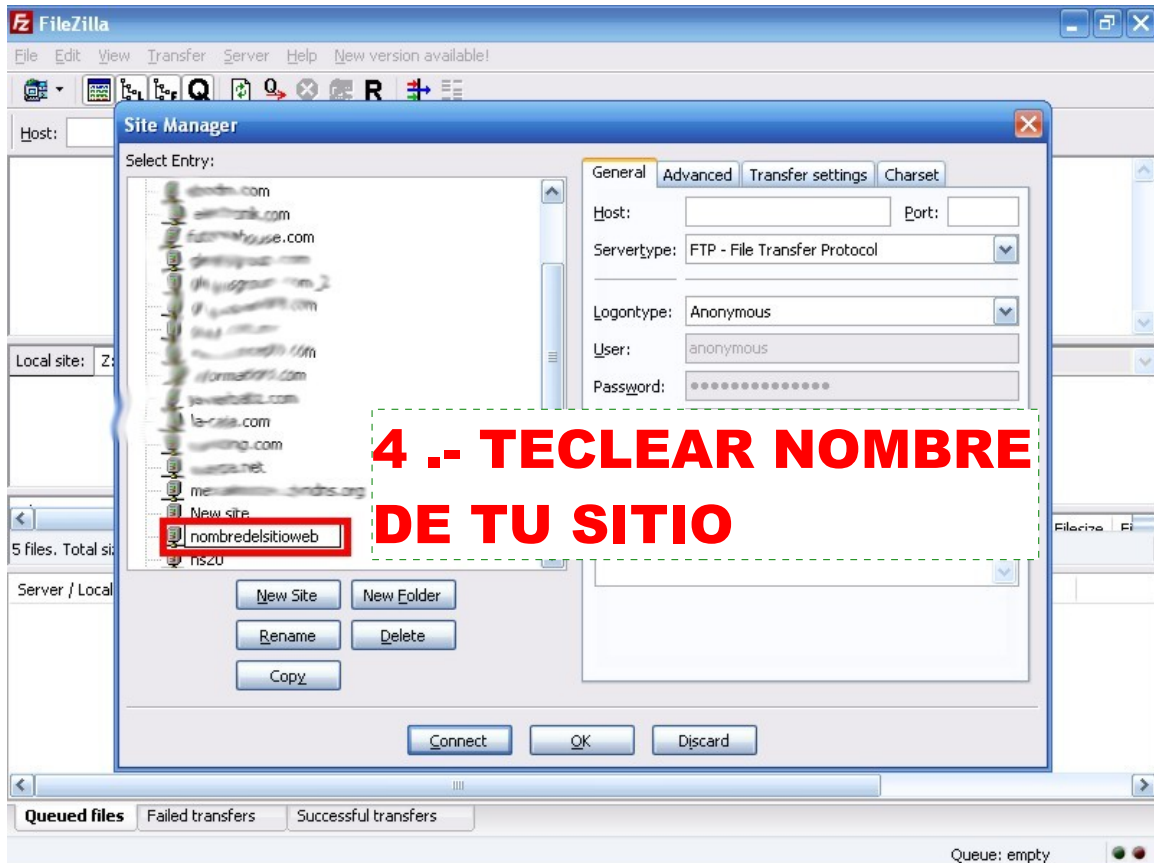 FileZilla
File Edit View Transfer Server Help New version available!
Q R
Host:
Site Manager
Select Entry:
.com
.com
.com
.com
.com
.com
la-casa.com
.com
.net
.org
New site
nombredelsitioweb
ns20
New Site New Folder
Rename Delete
Copy
General Advanced Transfer settings Charset
Host: Port:
Servertype: FTP - File Transfer Protocol
Logontype: Anonymous
User: anonymous
Password: ●●●●●●●●●●●●●●
4 .- TECLEAR NOMBRE
DE TU SITIO
Connect OK Discard
Local site: Z:
Filesize
5 files. Total
Server / Local
Queued files Failed transfers Successful transfers
Queue: empty